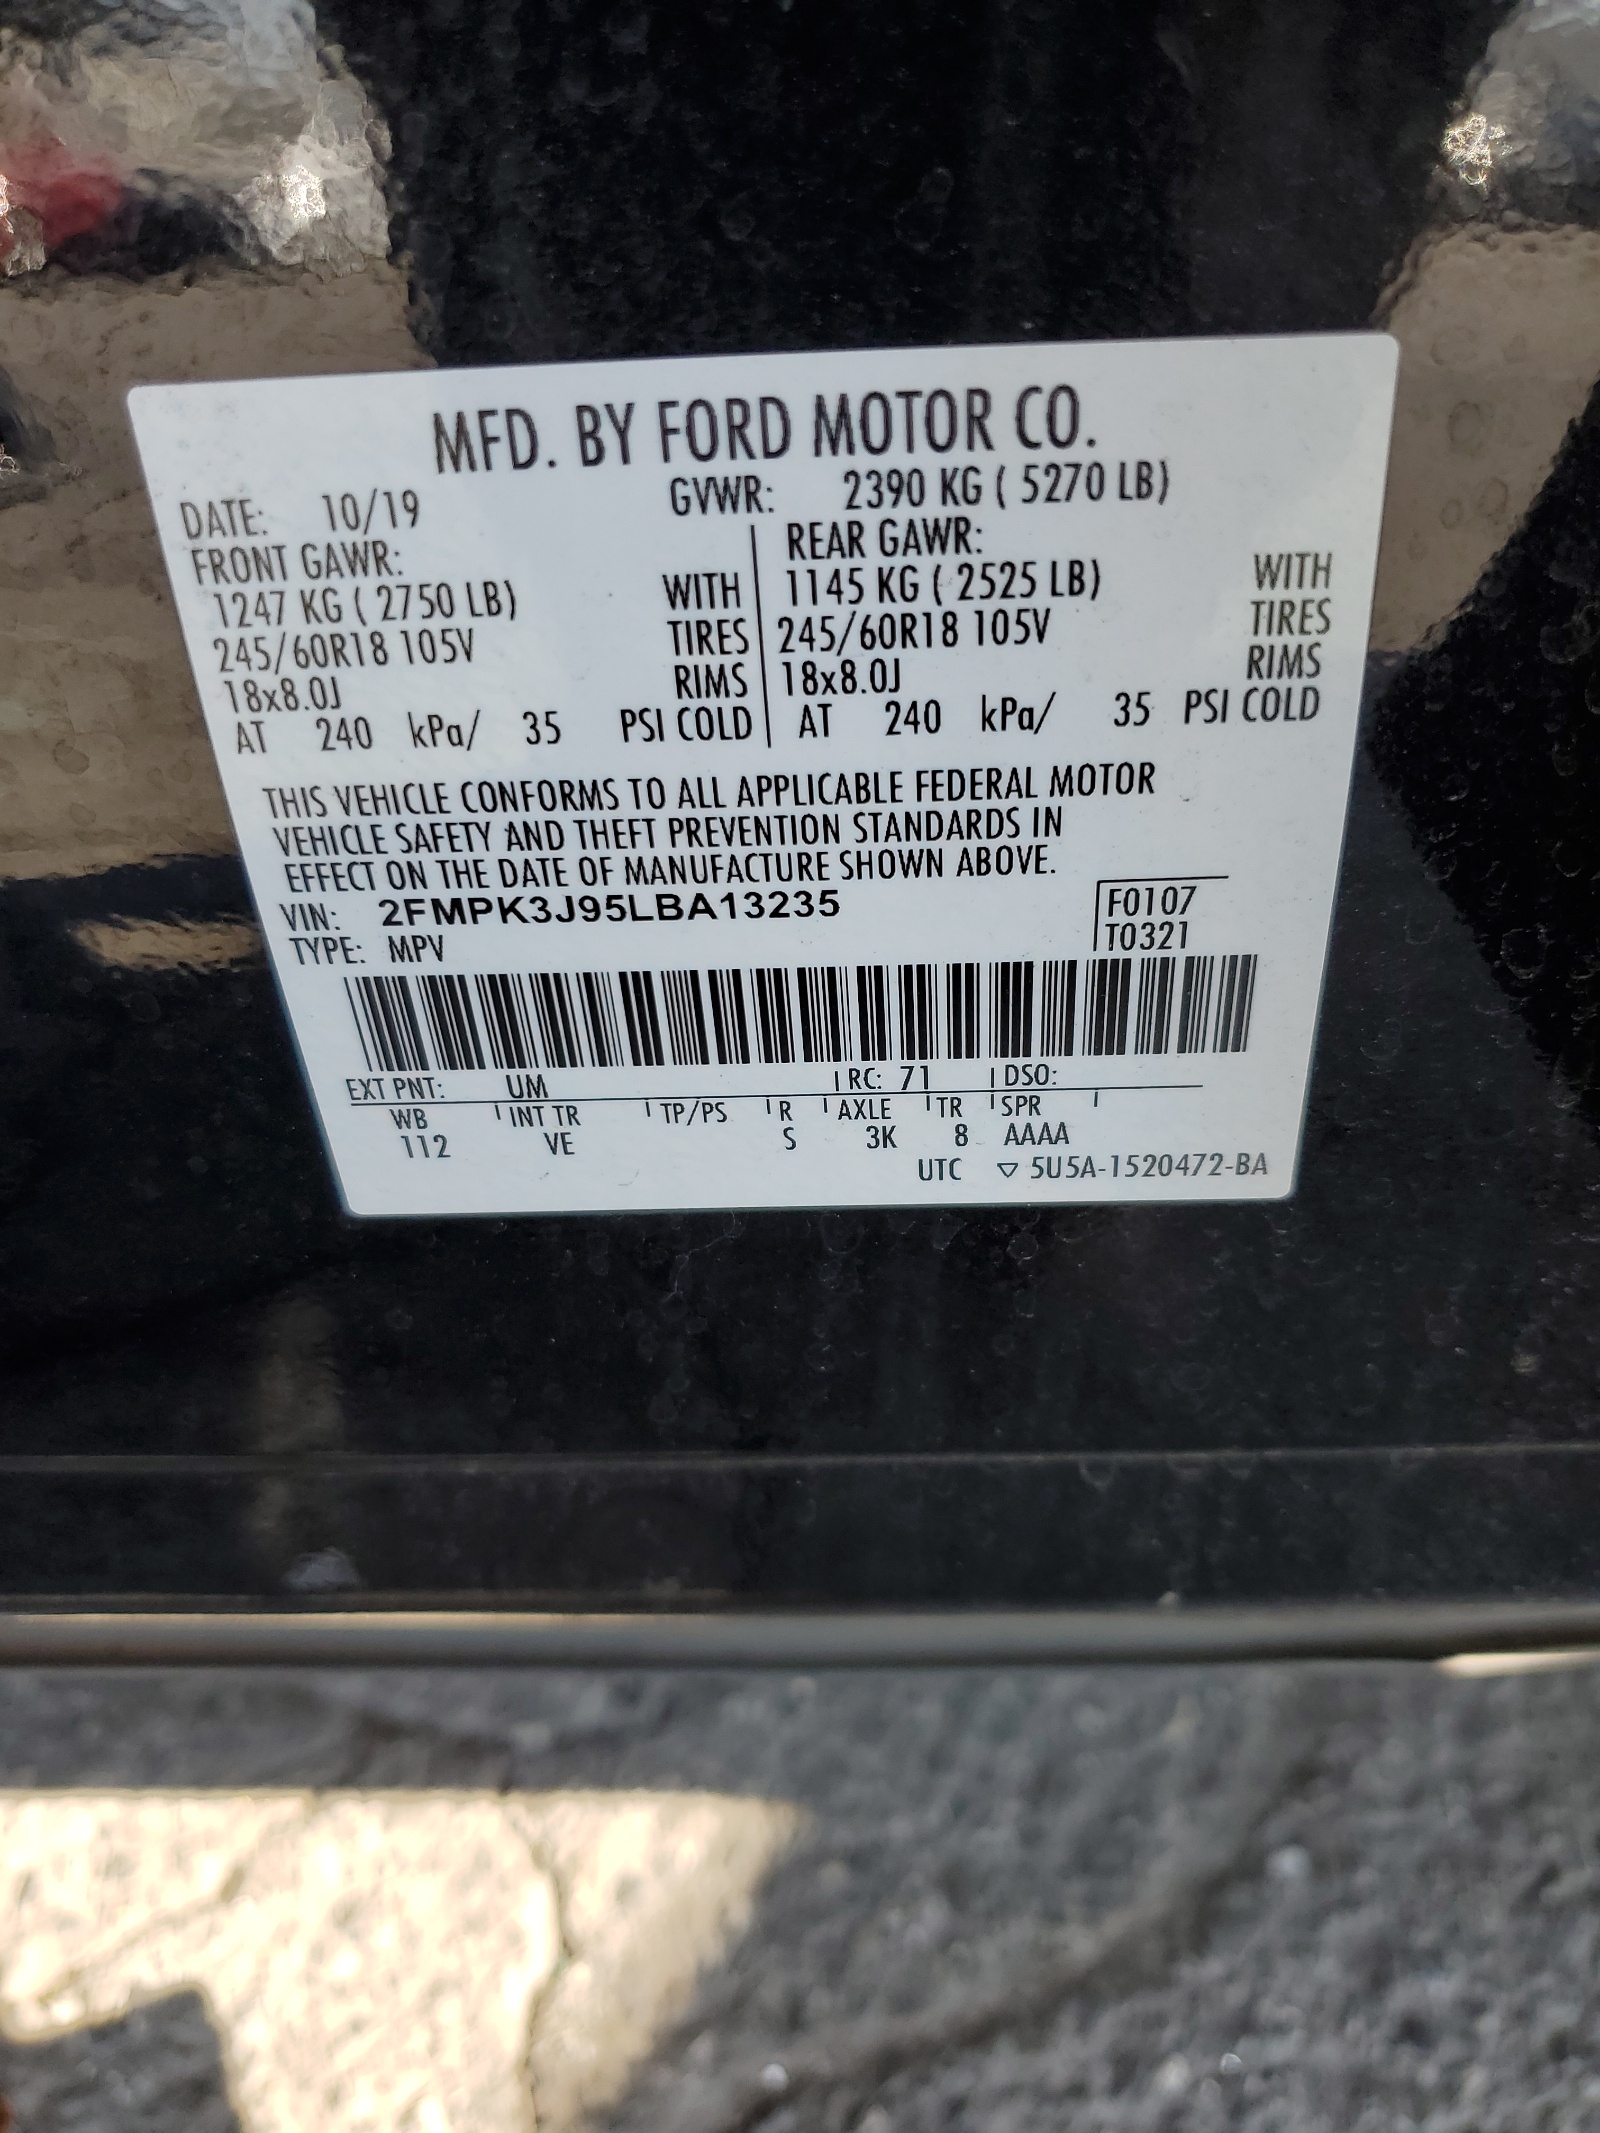 MFD. BY FORD MOTOR CO.
DATE: 10/19 GVWR: 2390 KG ( 5270 LB)
FRONT GAWR: REAR GAWR:
1247 KG ( 2750 LB) WITH 1145 KG ( 2525 LB) WITH
245/60R18 105V TIRES 245/60R18 105V TIRES
18x8.0J RIMS 18x8.0J RIMS
AT 240 kPa/ 35 PSI COLD AT 240 kPa/ 35 PSI COLD
THIS VEHICLE CONFORMS TO ALL APPLICABLE FEDERAL MOTOR
VEHICLE SAFETY AND THEFT PREVENTION STANDARDS IN
EFFECT ON THE DATE OF MANUFACTURE SHOWN ABOVE.
VIN: 2FMPK3J95LBA13235 F0107
TYPE: MPV T0321
EXT PNT: UM RC: 71 DSO:
WB INT TR TP/PS R AXLE TR SPR
112 VE S 3K 8 AAAA
UTC ▽ 5U5A-1520472-BA